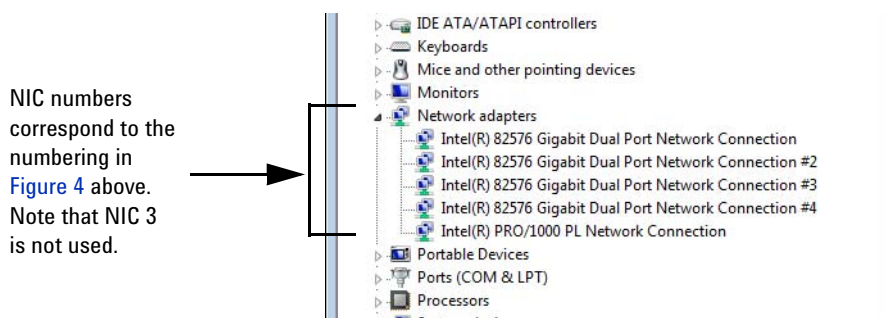 NIC numbers
correspond to the
numbering in
Figure 4 above.
Note that NIC 3
is not used.
IDE ATA/ATAPI controllers
Keyboards
Mice and other pointing devices
Monitors
Network adapters
Intel(R) 82576 Gigabit Dual Port Network Connection
Intel(R) 82576 Gigabit Dual Port Network Connection #2
Intel(R) 82576 Gigabit Dual Port Network Connection #3
Intel(R) 82576 Gigabit Dual Port Network Connection #4
Intel(R) PRO/1000 PL Network Connection
Portable Devices
Ports (COM & LPT)
Processors